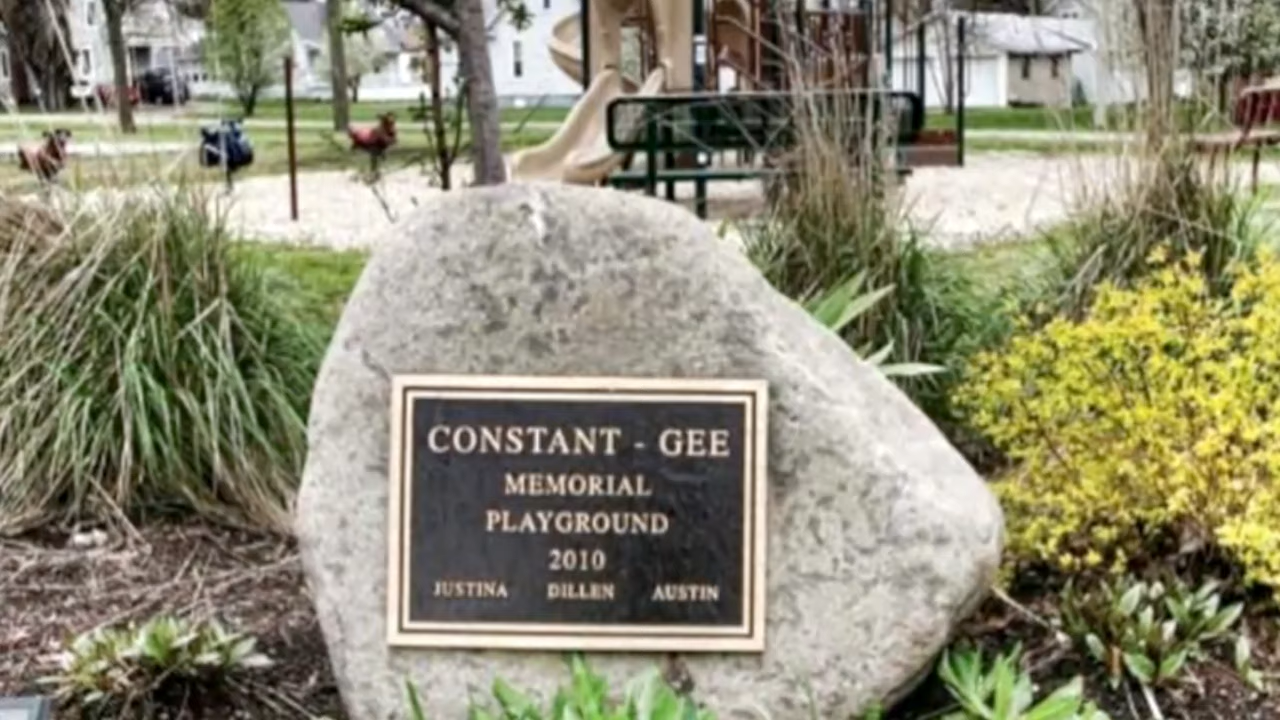 CONSTANT - GEE
MEMORIAL
PLAYGROUND
2010
JUSTINA DILLEN AUSTIN